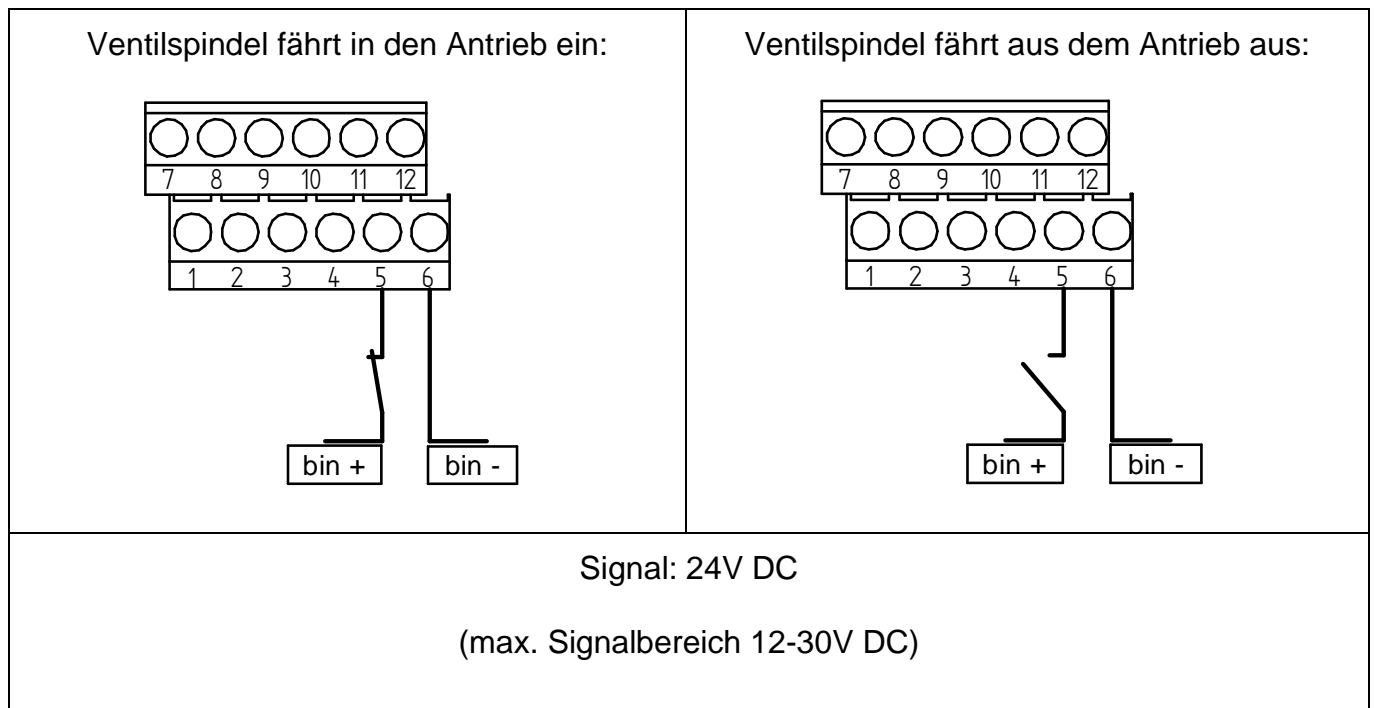 Ventilspindel fährt in den Antrieb ein:
7 8 9 10 11 12
1 2 3 4 5 6
bin + bin -
Ventilspindel fährt aus dem Antrieb aus:
7 8 9 10 11 12
1 2 3 4 5 6
bin + bin -
Signal: 24V DC
(max. Signalbereich 12-30V DC)